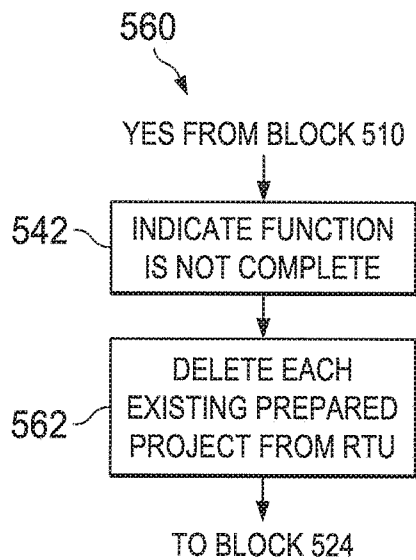 560
YES FROM BLOCK 510
542
INDICATE FUNCTION
IS NOT COMPLETE
562
DELETE EACH
EXISTING PREPARED
PROJECT FROM RTU
TO BLOCK 524